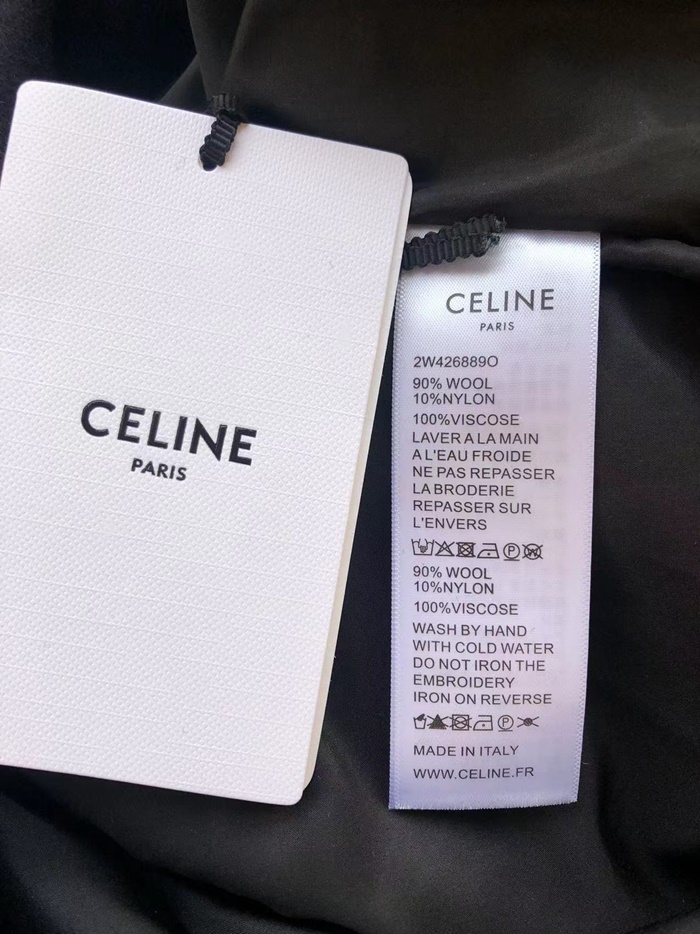 CELINE
PARIS
CELINE
PARIS
2W426889O
90% WOOL
10%NYLON
100%VISCOSE
LAVER A LA MAIN
A L'EAU FROIDE
NE PAS REPASSER
LA BRODERIE
REPASSER SUR
L'ENVERS
90% WOOL
10%NYLON
100%VISCOSE
WASH BY HAND
WITH COLD WATER
DO NOT IRON THE
EMBROIDERY
IRON ON REVERSE
MADE IN ITALY
WWW.CELINE.FR